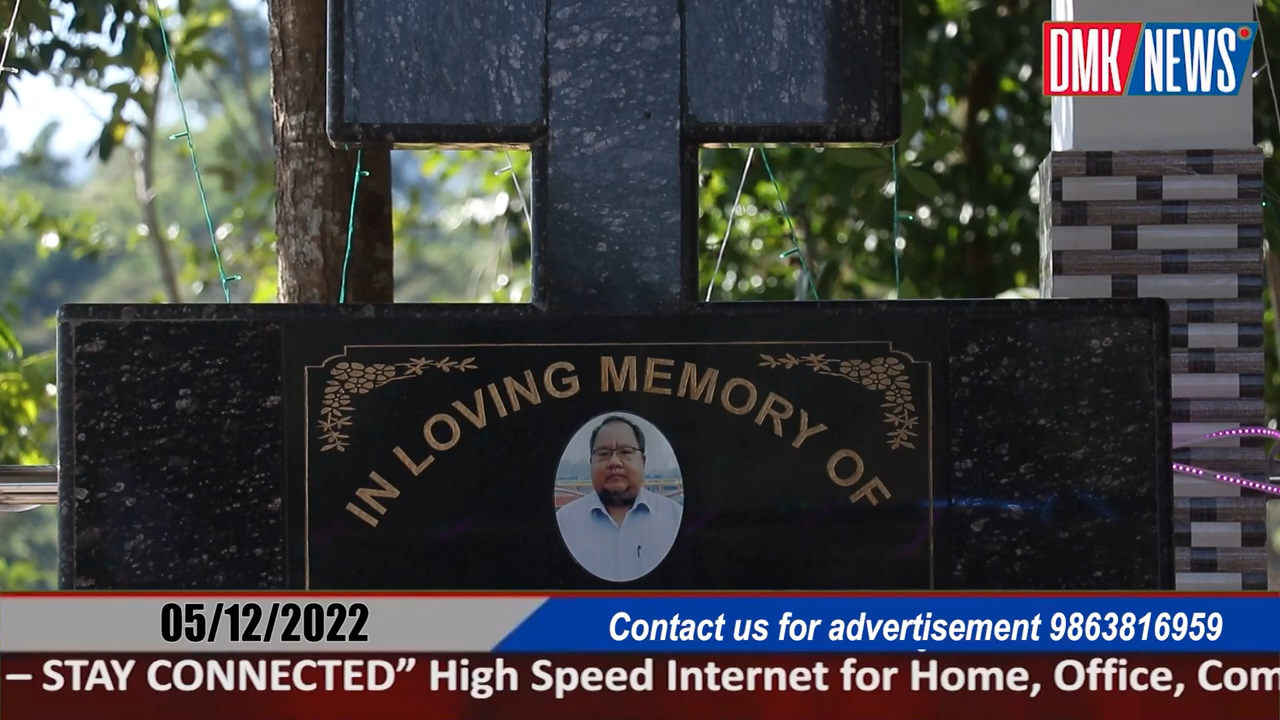 DMK NEWS
IN LOVING MEMORY OF
05/12/2022
Contact us for advertisement 9863816959
– STAY CONNECTED” High Speed Internet for Home, Office, Com